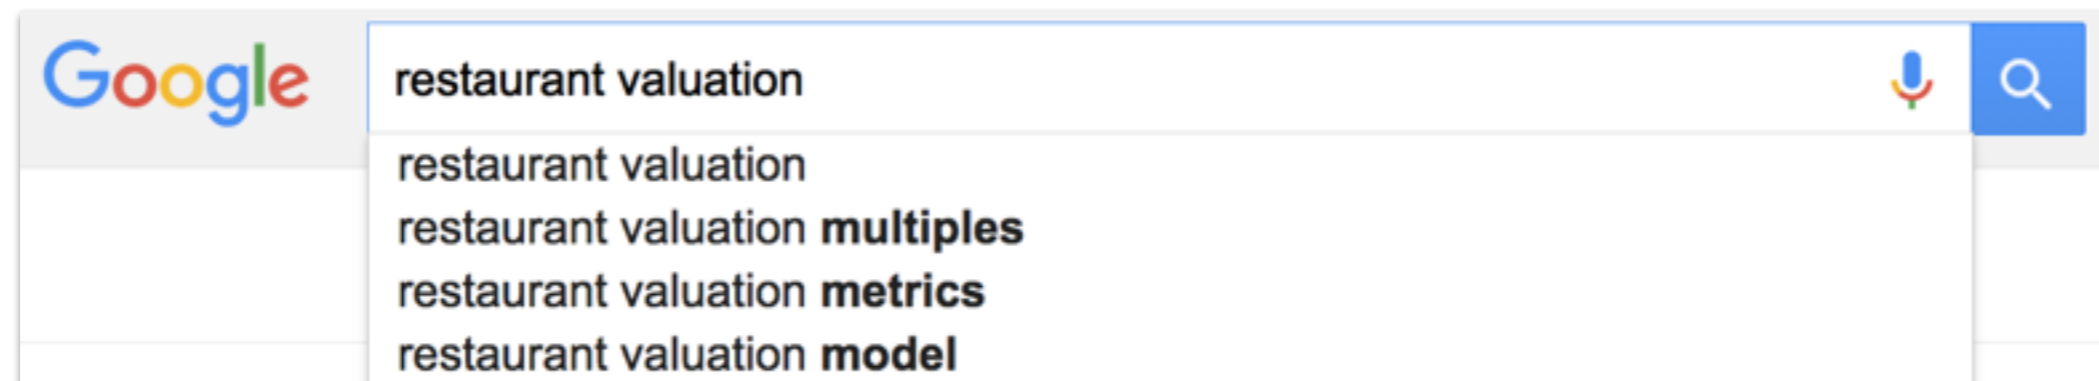 Google
restaurant valuation
restaurant valuation
restaurant valuation multiples
restaurant valuation metrics
restaurant valuation model